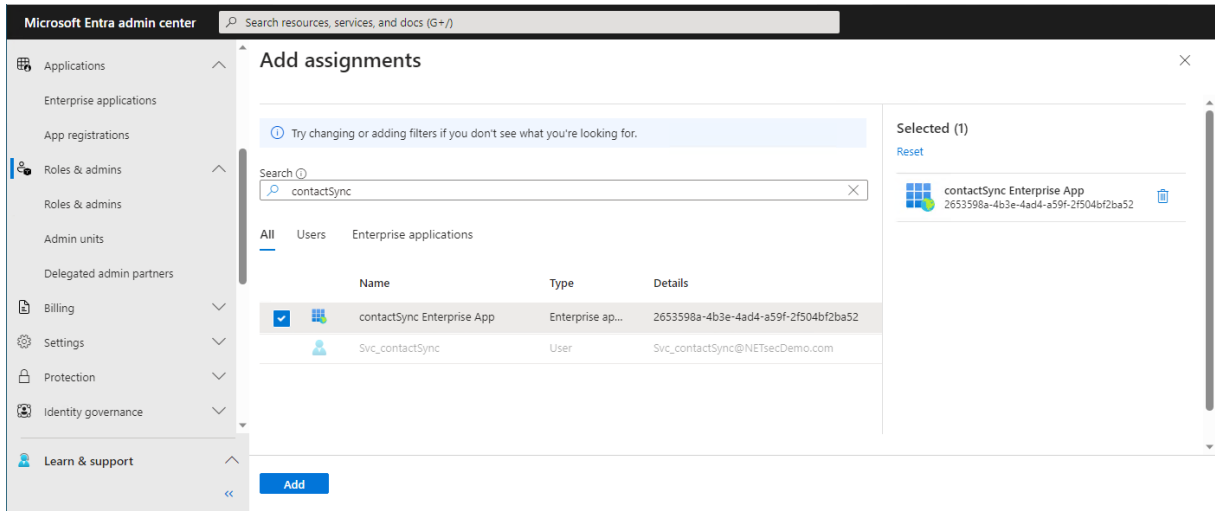 Microsoft Entra admin center
Search resources, services, and docs (G+/)
Applications
Enterprise applications
App registrations
Roles & admins
Roles & admins
Admin units
Delegated admin partners
Billing
Settings
Protection
Identity governance
Learn & support
«
Add assignments
Try changing or adding filters if you don't see what you're looking for.
Search
contactSync
All Users Enterprise applications
Name Type Details
contactSync Enterprise App Enterprise ap... 2653598a-4b3e-4ad4-a59f-2f504bf2ba52
Svc_contactSync User Svc_contactSync@NETsecDemo.com
Add
Selected (1)
Reset
contactSync Enterprise App
2653598a-4b3e-4ad4-a59f-2f504bf2ba52